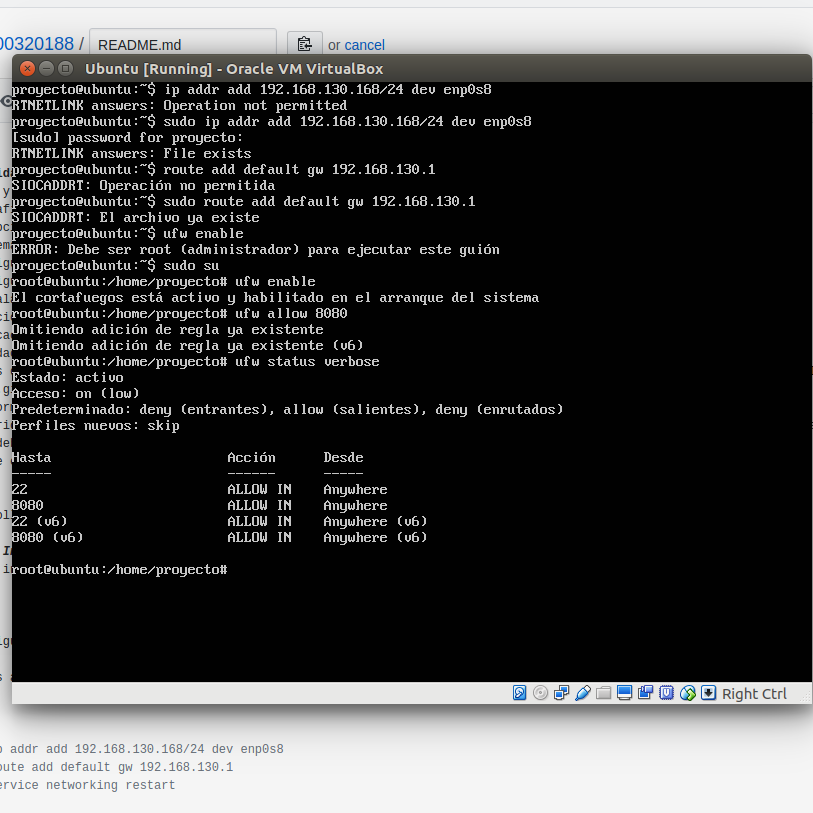 00320188 / README.md or cancel
Ubuntu [Running] - Oracle VM VirtualBox
proyecto@ubuntu:~$ ip addr add 192.168.130.168/24 dev enp0s8
RTNETLINK answers: Operation not permitted
proyecto@ubuntu:~$ sudo ip addr add 192.168.130.168/24 dev enp0s8
[sudo] password for proyecto:
RTNETLINK answers: File exists
proyecto@ubuntu:~$ route add default gw 192.168.130.1
SIOCADDRT: Operación no permitida
proyecto@ubuntu:~$ sudo route add default gw 192.168.130.1
SIOCADDRT: El archivo ya existe
proyecto@ubuntu:~$ ufw enable
ERROR: Debe ser root (administrador) para ejecutar este guión
proyecto@ubuntu:~$ sudo su
root@ubuntu:/home/proyecto# ufw enable
El cortafuegos está activo y habilitado en el arranque del sistema
root@ubuntu:/home/proyecto# ufw allow 8080
Omitiendo adición de regla ya existente
Omitiendo adición de regla ya existente (v6)
root@ubuntu:/home/proyecto# ufw status verbose
Estado: activo
Acceso: on (low)
Predeterminado: deny (entrantes), allow (salientes), deny (enrutados)
Perfiles nuevos: skip
Hasta Acción Desde
----- ------ -----
22 ALLOW IN Anywhere
8080 ALLOW IN Anywhere
22 (v6) ALLOW IN Anywhere (v6)
8080 (v6) ALLOW IN Anywhere (v6)
root@ubuntu:/home/proyecto#
Right Ctrl
p addr add 192.168.130.168/24 dev enp0s8
oute add default gw 192.168.130.1
ervice networking restart